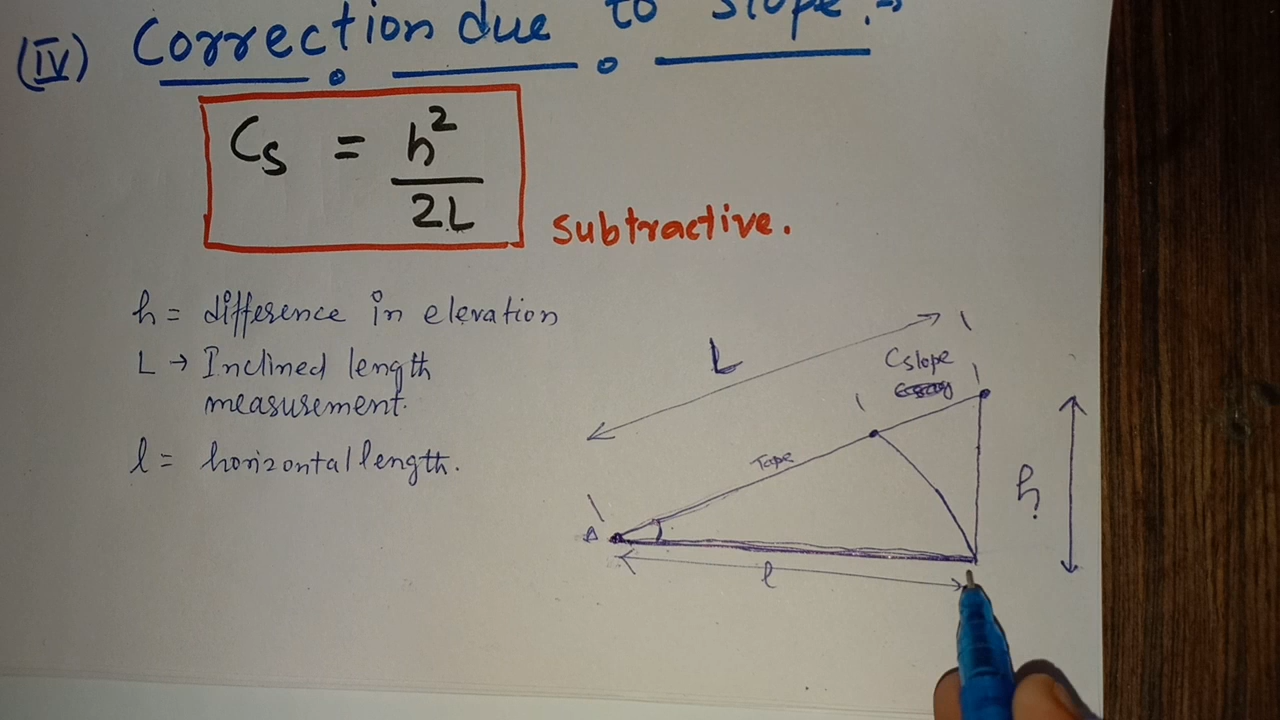 (IV) Correction due to slope :→
Cs = h²
2L
subtractive.
h = difference in elevation
L → Inclined length
measurement.
l = horizontal length.
L
Cslope
Tape
h
A
l